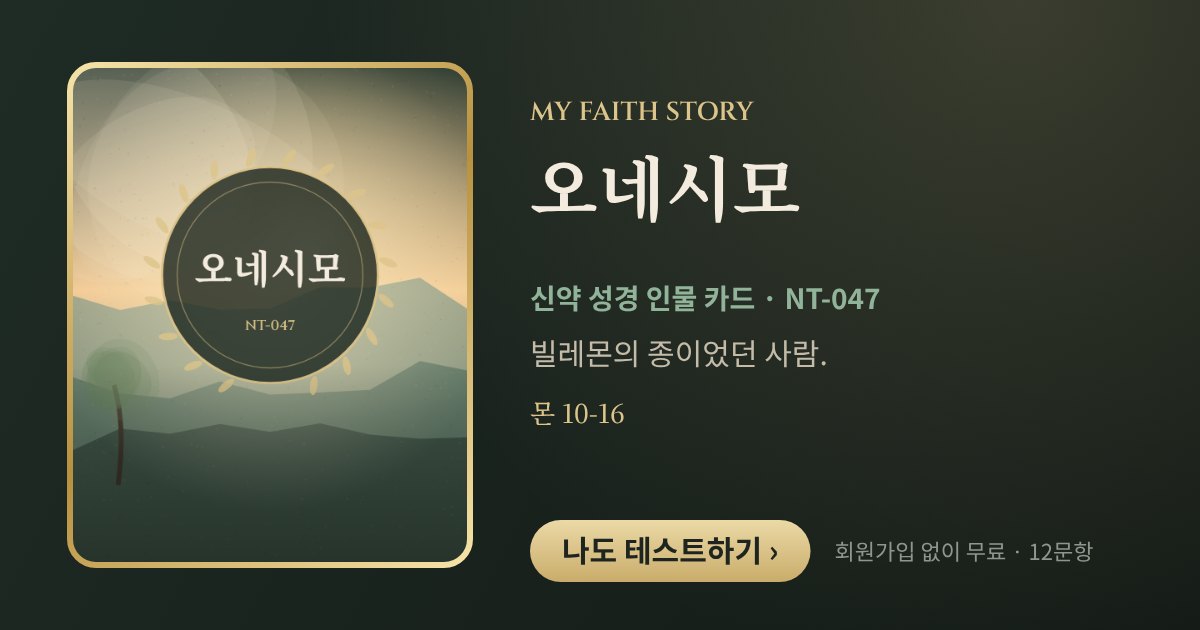 오네시모
NT-047
MY FAITH STORY
오네시모
신약 성경 인물 카드 · NT-047
빌레몬의 종이었던 사람.
몬 10-16
나도 테스트하기 ›
회원가입 없이 무료 · 12문항